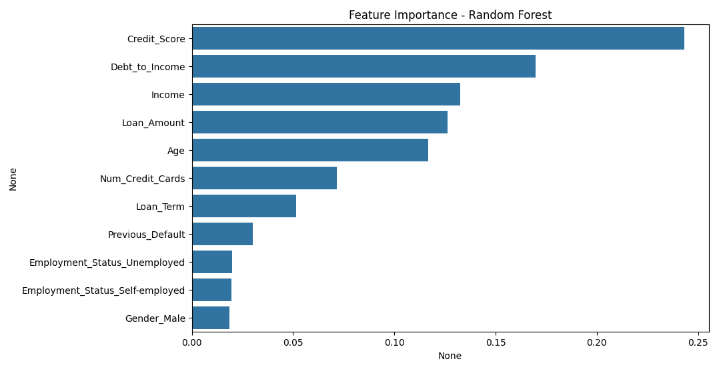 Feature Importance - Random Forest
Credit_Score
Debt_to_Income
Income
Loan_Amount
Age
Num_Credit_Cards
Loan_Term
Previous_Default
Employment_Status_Unemployed
Employment_Status_Self-employed
Gender_Male
None
0.00 0.05 0.10 0.15 0.20 0.25
None